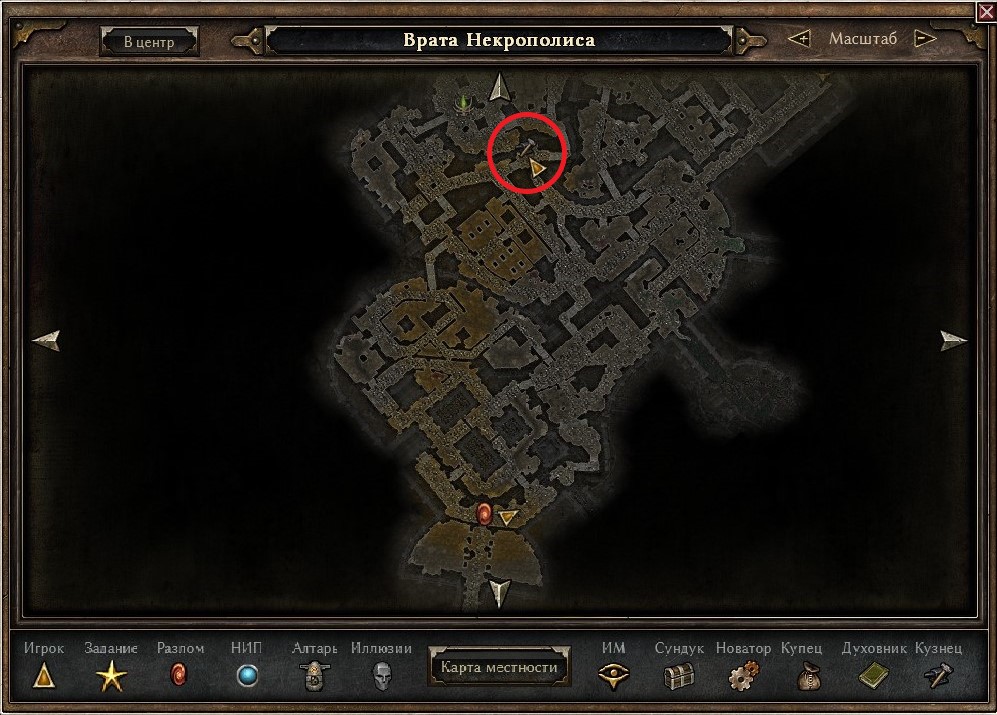 В центр
Врата Некрополиса
Масштаб
Игрок Задание Разлом НИП Алтарь Иллюзии ИМ Сундук Новатор Купец Духовник Кузнец
Карта местности